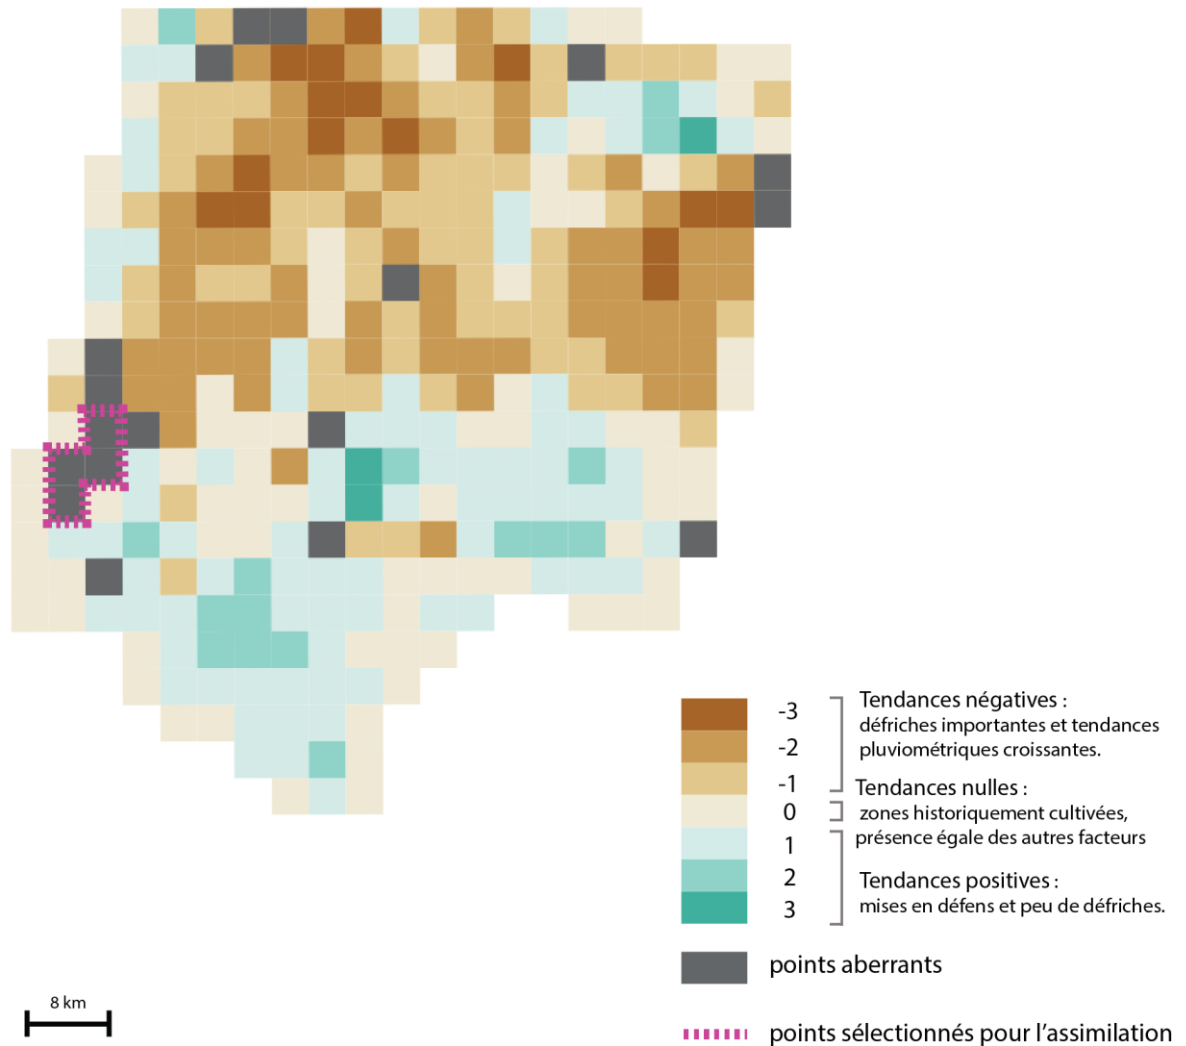 -3
-2
-1
0
1
2
3
Tendances négatives :
défriches importantes et tendances
pluviométriques croissantes.
Tendances nulles :
zones historiquement cultivées,
présence égale des autres facteurs
Tendances positives :
mises en défens et peu de défriches.
points aberrants
points sélectionnés pour l'assimilation
8 km